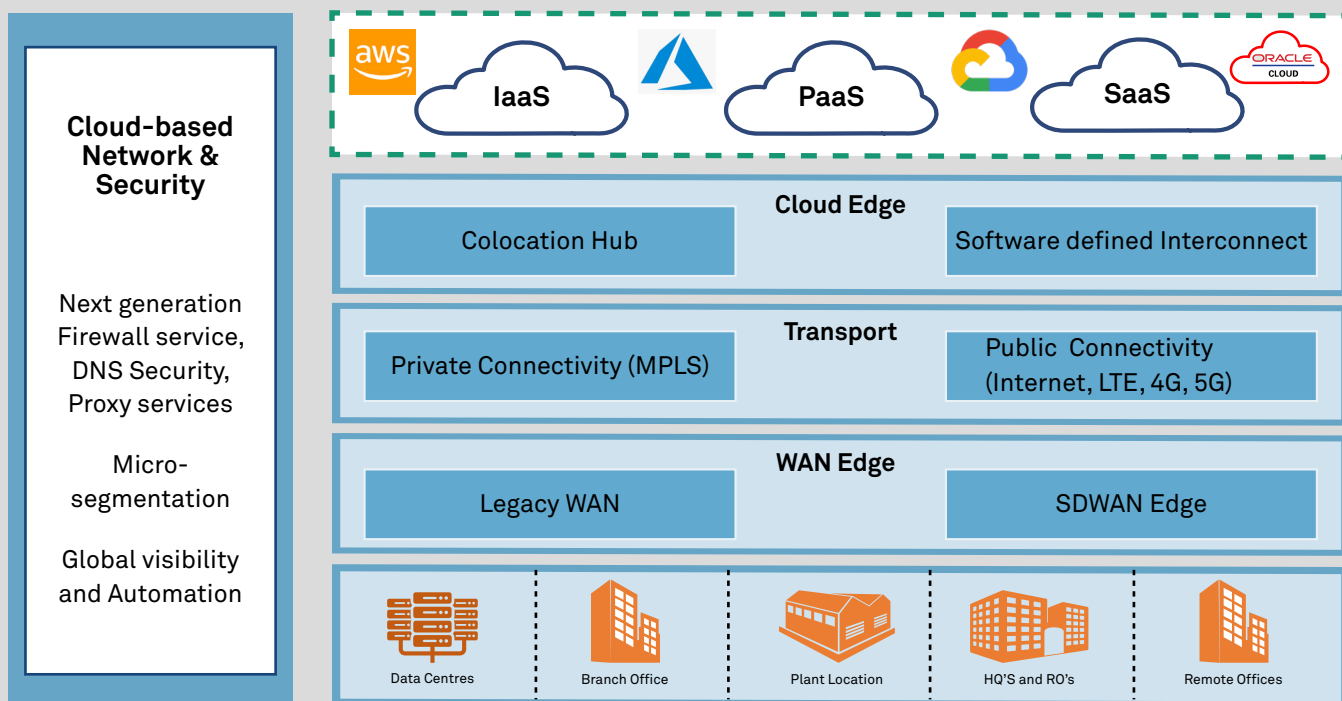 Cloud-based
Network &
Security
Next generation
Firewall service,
DNS Security,
Proxy services
Micro-
segmentation
Global visibility
and Automation
aws
IaaS
PaaS
SaaS
ORACLE
CLOUD
Cloud Edge
Colocation Hub
Software defined Interconnect
Transport
Private Connectivity (MPLS)
Public Connectivity
(Internet, LTE, 4G, 5G)
WAN Edge
Legacy WAN
SDWAN Edge
Data Centres
Branch Office
Plant Location
HQ'S and RO's
Remote Offices